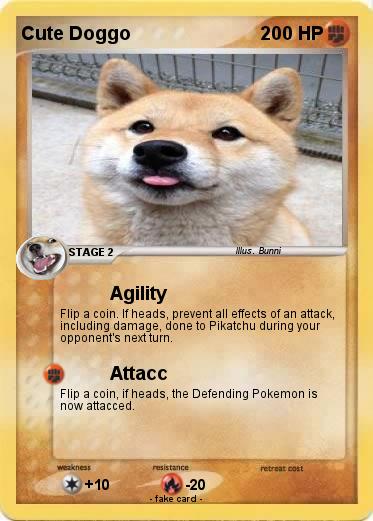 Cute Doggo 200 HP
STAGE 2 Illus. Bunni
Agility
Flip a coin. If heads, prevent all effects of an attack,
including damage, done to Pikatchu during your
opponent's next turn.
Attacc
Flip a coin, if heads, the Defending Pokemon is
now attacced.
weakness resistance retreat cost
+10 -20
- fake card -